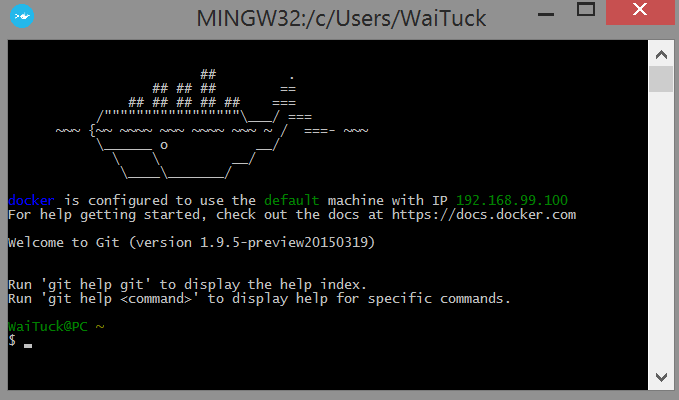 MINGW32:/c/Users/WaiTuck
                        ##         .
                  ## ## ##        ==
               ## ## ## ## ##    ===
           /"""""""""""""""""\___/ ===
      ~~~ {~~ ~~~~ ~~~ ~~~~ ~~~ ~ /  ===- ~~~
           \______ o           __/
             \    \         __/
              \____\_______/
docker is configured to use the default machine with IP 192.168.99.100
For help getting started, check out the docs at https://docs.docker.com
Welcome to Git (version 1.9.5-preview20150319)
Run 'git help git' to display the help index.
Run 'git help <command>' to display help for specific commands.
WaiTuck@PC ~
$